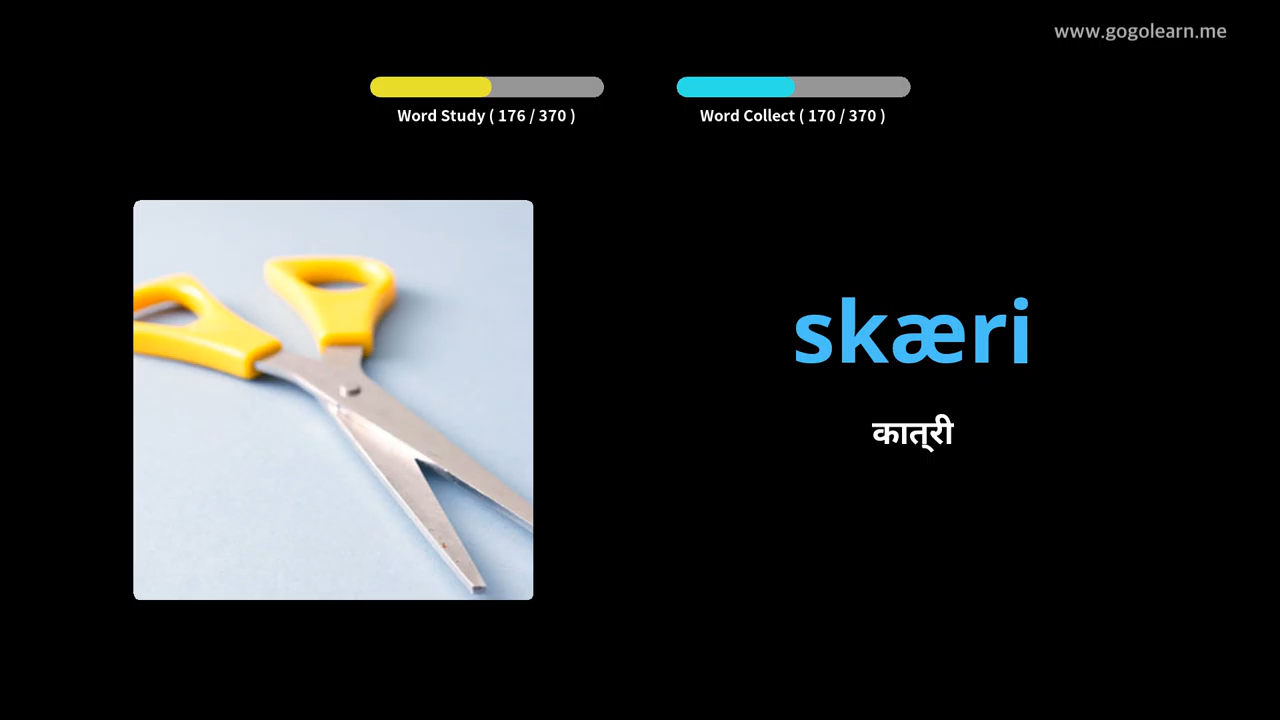 www.gogolearn.me
Word Study ( 176 / 370 )
Word Collect ( 170 / 370 )
skæri
कात्री